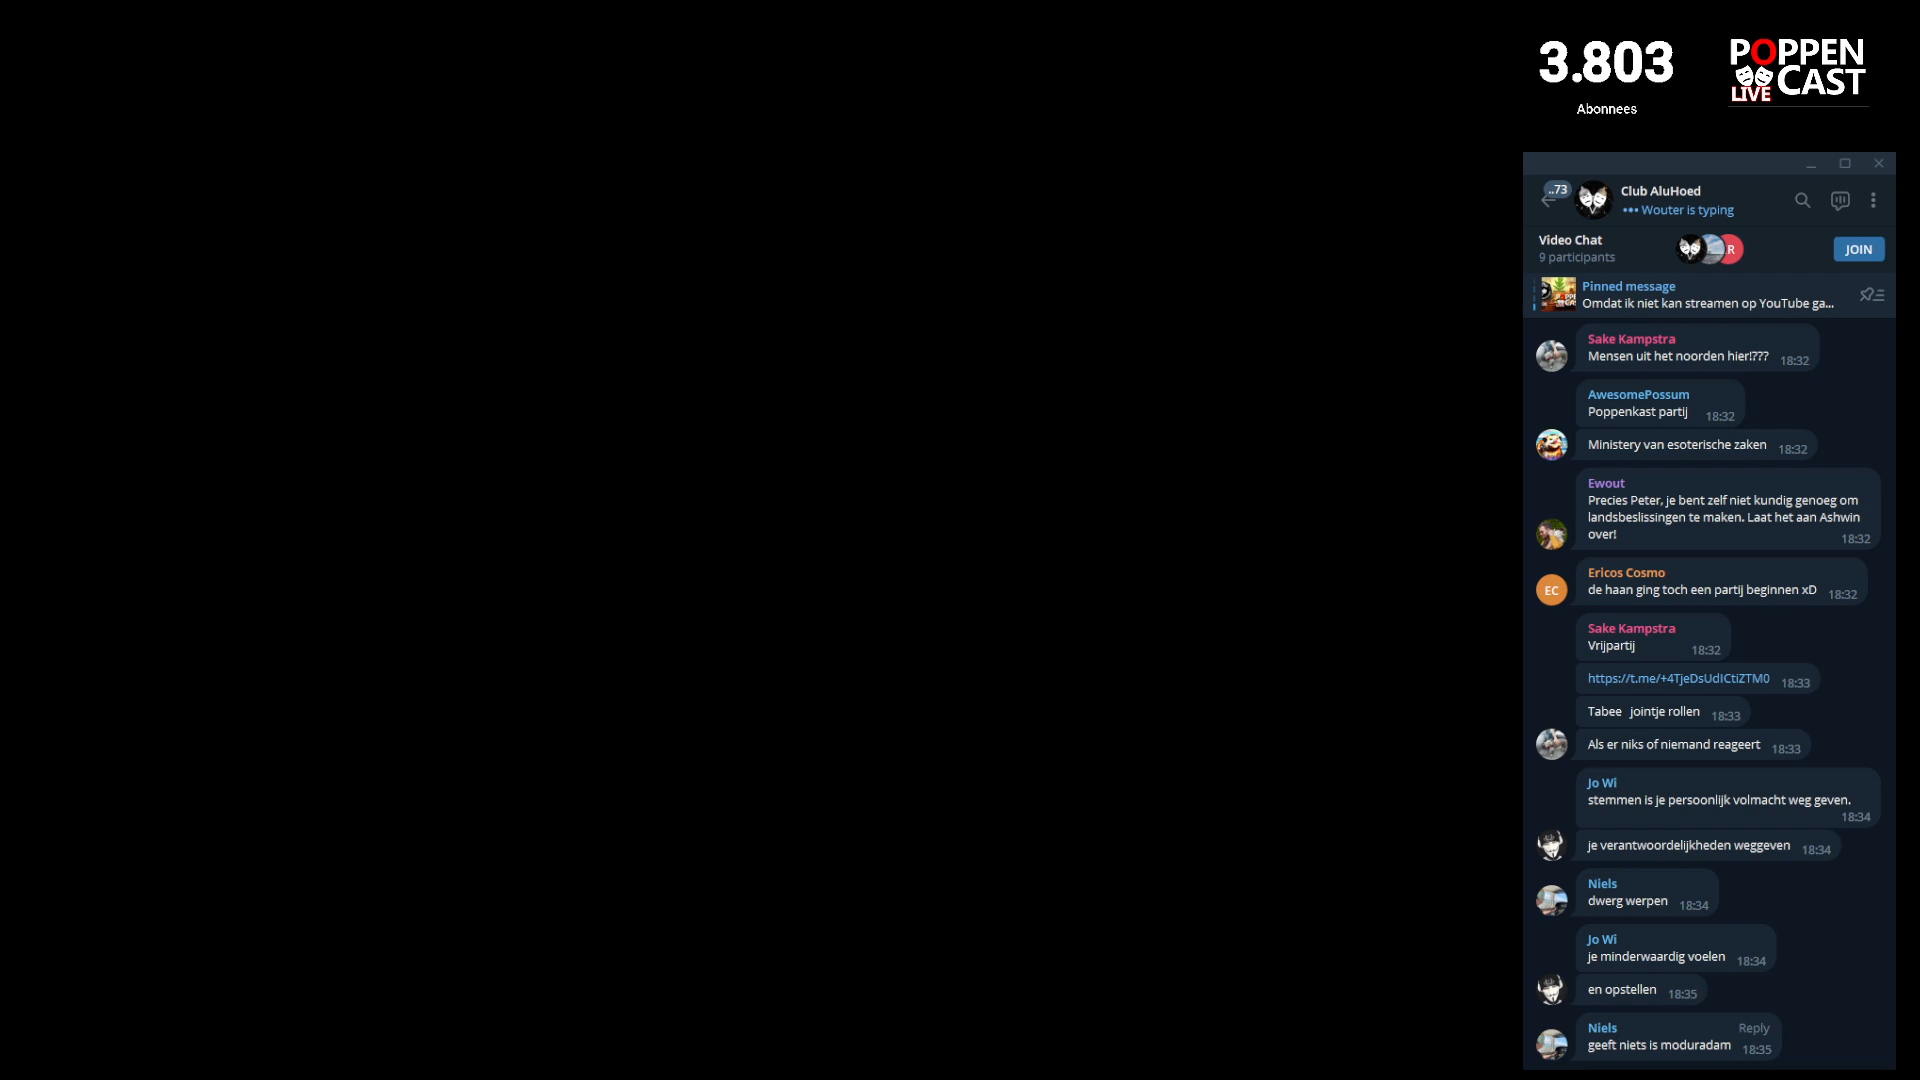 3.803
Abonnees
POPPEN
CAST
LIVE
..73
Club AluHoed
Wouter is typing
Video Chat
9 participants
R
JOIN
Pinned message
Omdat ik niet kan streamen op YouTube ga...
Sake Kampstra
Mensen uit het noorden hier!??? 18:32
AwesomePossum
Poppenkast partij 18:32
Ministery van esoterische zaken 18:32
Ewout
Precies Peter, je bent zelf niet kundig genoeg om
landsbeslissingen te maken. Laat het aan Ashwin
over! 18:32
Ericos Cosmo
EC
de haan ging toch een partij beginnen xD 18:32
Sake Kampstra
Vrijpartij 18:32
https://t.me/+4TjeDsUdICtiZTM0 18:33
Tabee jointje rollen 18:33
Als er niks of niemand reageert 18:33
Jo Wi
stemmen is je persoonlijk volmacht weg geven.
18:34
je verantwoordelijkheden weggeven 18:34
Niels
dwerg werpen 18:34
Jo Wi
je minderwaardig voelen 18:34
en opstellen 18:35
Niels Reply
geeft niets is moduradam 18:35